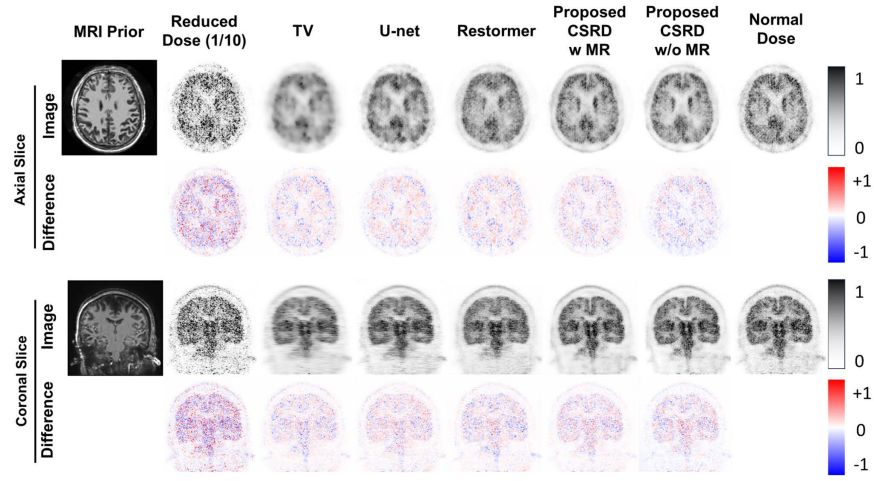 MRI Prior
Reduced
Dose (1/10)
TV
U-net
Restormer
Proposed
CSRD
w MR
Proposed
CSRD
w/o MR
Normal
Dose
Axial Slice
Image
1
0
Difference
+1
0
-1
Coronal Slice
Image
1
0
Difference
+1
0
-1